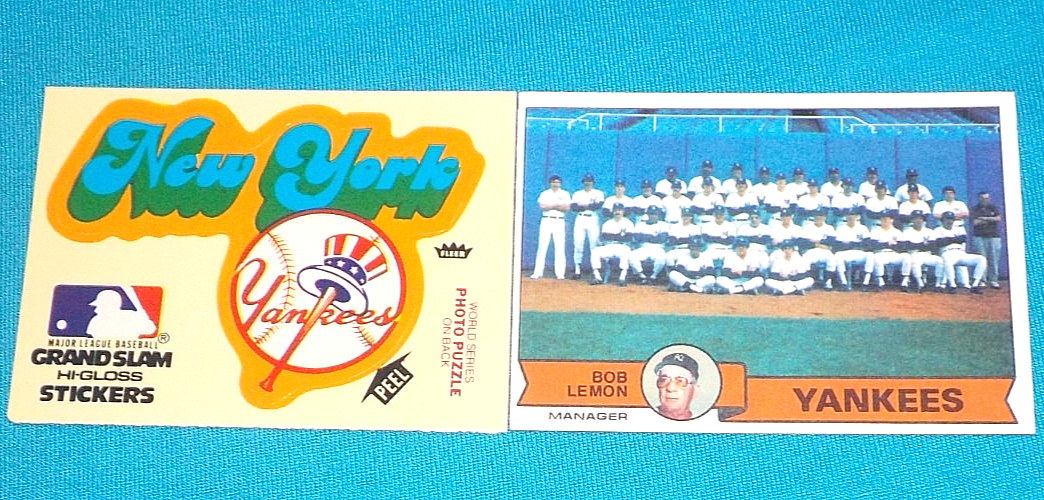 New York
Yankees
FLEER
WORLD SERIES
PHOTO PUZZLE
ON BACK
PEEL
MAJOR LEAGUE BASEBALL ®
GRAND SLAM
HI-GLOSS
STICKERS
BOB
LEMON
MANAGER
YANKEES